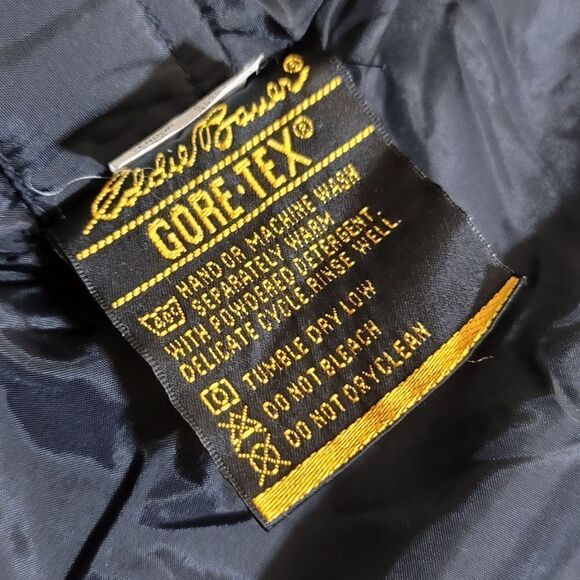 Eddie Bauer®
GORE-TEX®
HAND OR MACHINE WASH
SEPARATELY WARM
WITH POWDERED DETERGENT.
DELICATE CYCLE RINSE WELL.
TUMBLE DRY LOW
DO NOT BLEACH
DO NOT DRYCLEAN